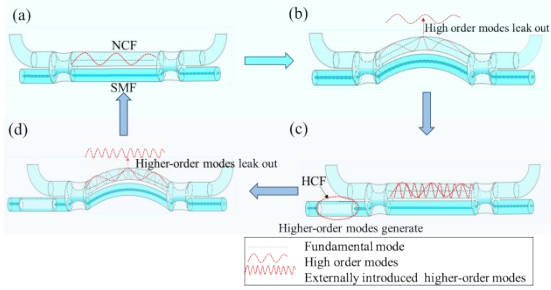 (a)
NCF
SMF
(b)
High order modes leak out
(d)
Higher-order modes leak out
(c)
HCF
Higher-order modes generate
Fundamental mode
High order modes
Externally introduced higher-order modes